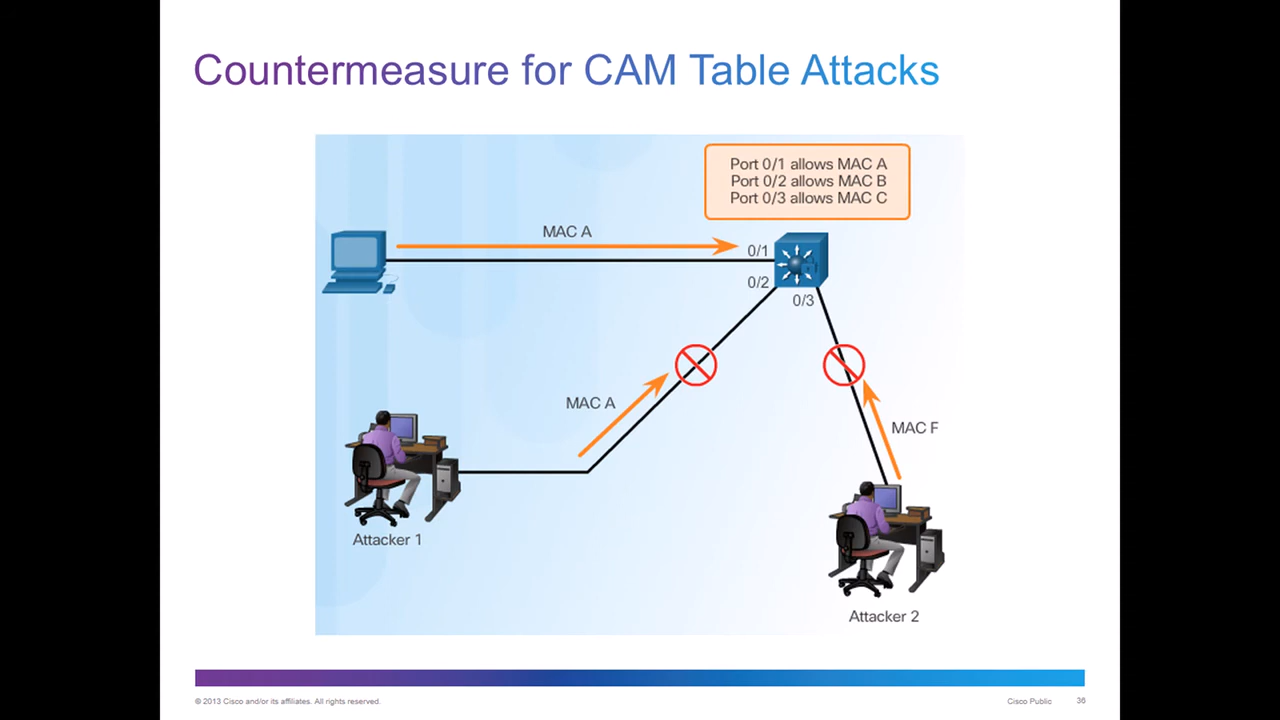 Countermeasure for CAM Table Attacks
Port 0/1 allows MAC A
Port 0/2 allows MAC B
Port 0/3 allows MAC C
MAC A
0/1
0/2
0/3
MAC A
MAC F
Attacker 1
Attacker 2
© 2013 Cisco and/or its affiliates. All rights reserved.
Cisco Public
36